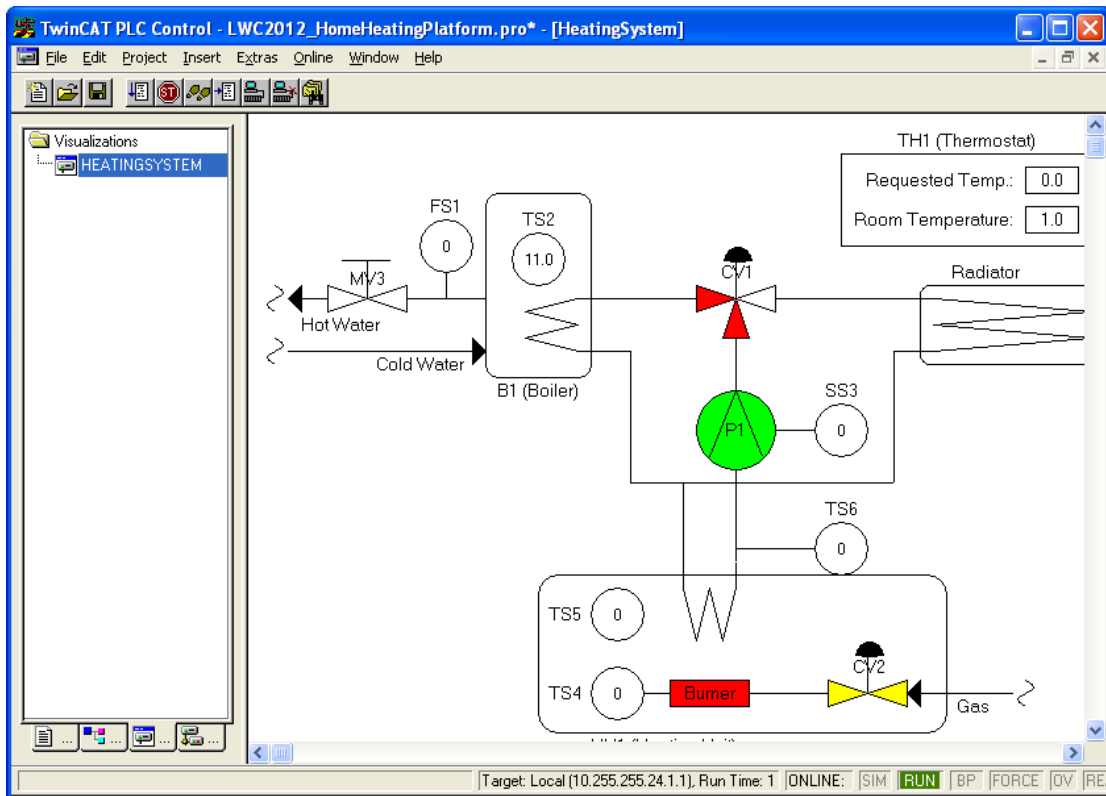 TwinCAT PLC Control - LWC2012_HomeHeatingPlatform.pro* - [HeatingSystem]
File Edit Project Insert Extras Online Window Help
Visualizations
HEATINGSYSTEM
TH1 (Thermostat)
Requested Temp.: 0.0
Room Temperature: 1.0
FS1
0
TS2
11.0
MV3
CV1
Radiator
Hot Water
Cold Water
B1 (Boiler)
P1
SS3
0
TS6
0
TS5 0
TS4 0
Burner
CV2
Gas
... ... ... ...
Target: Local (10.255.255.24.1.1), Run Time: 1 ONLINE: SIM RUN BP FORCE OV RE